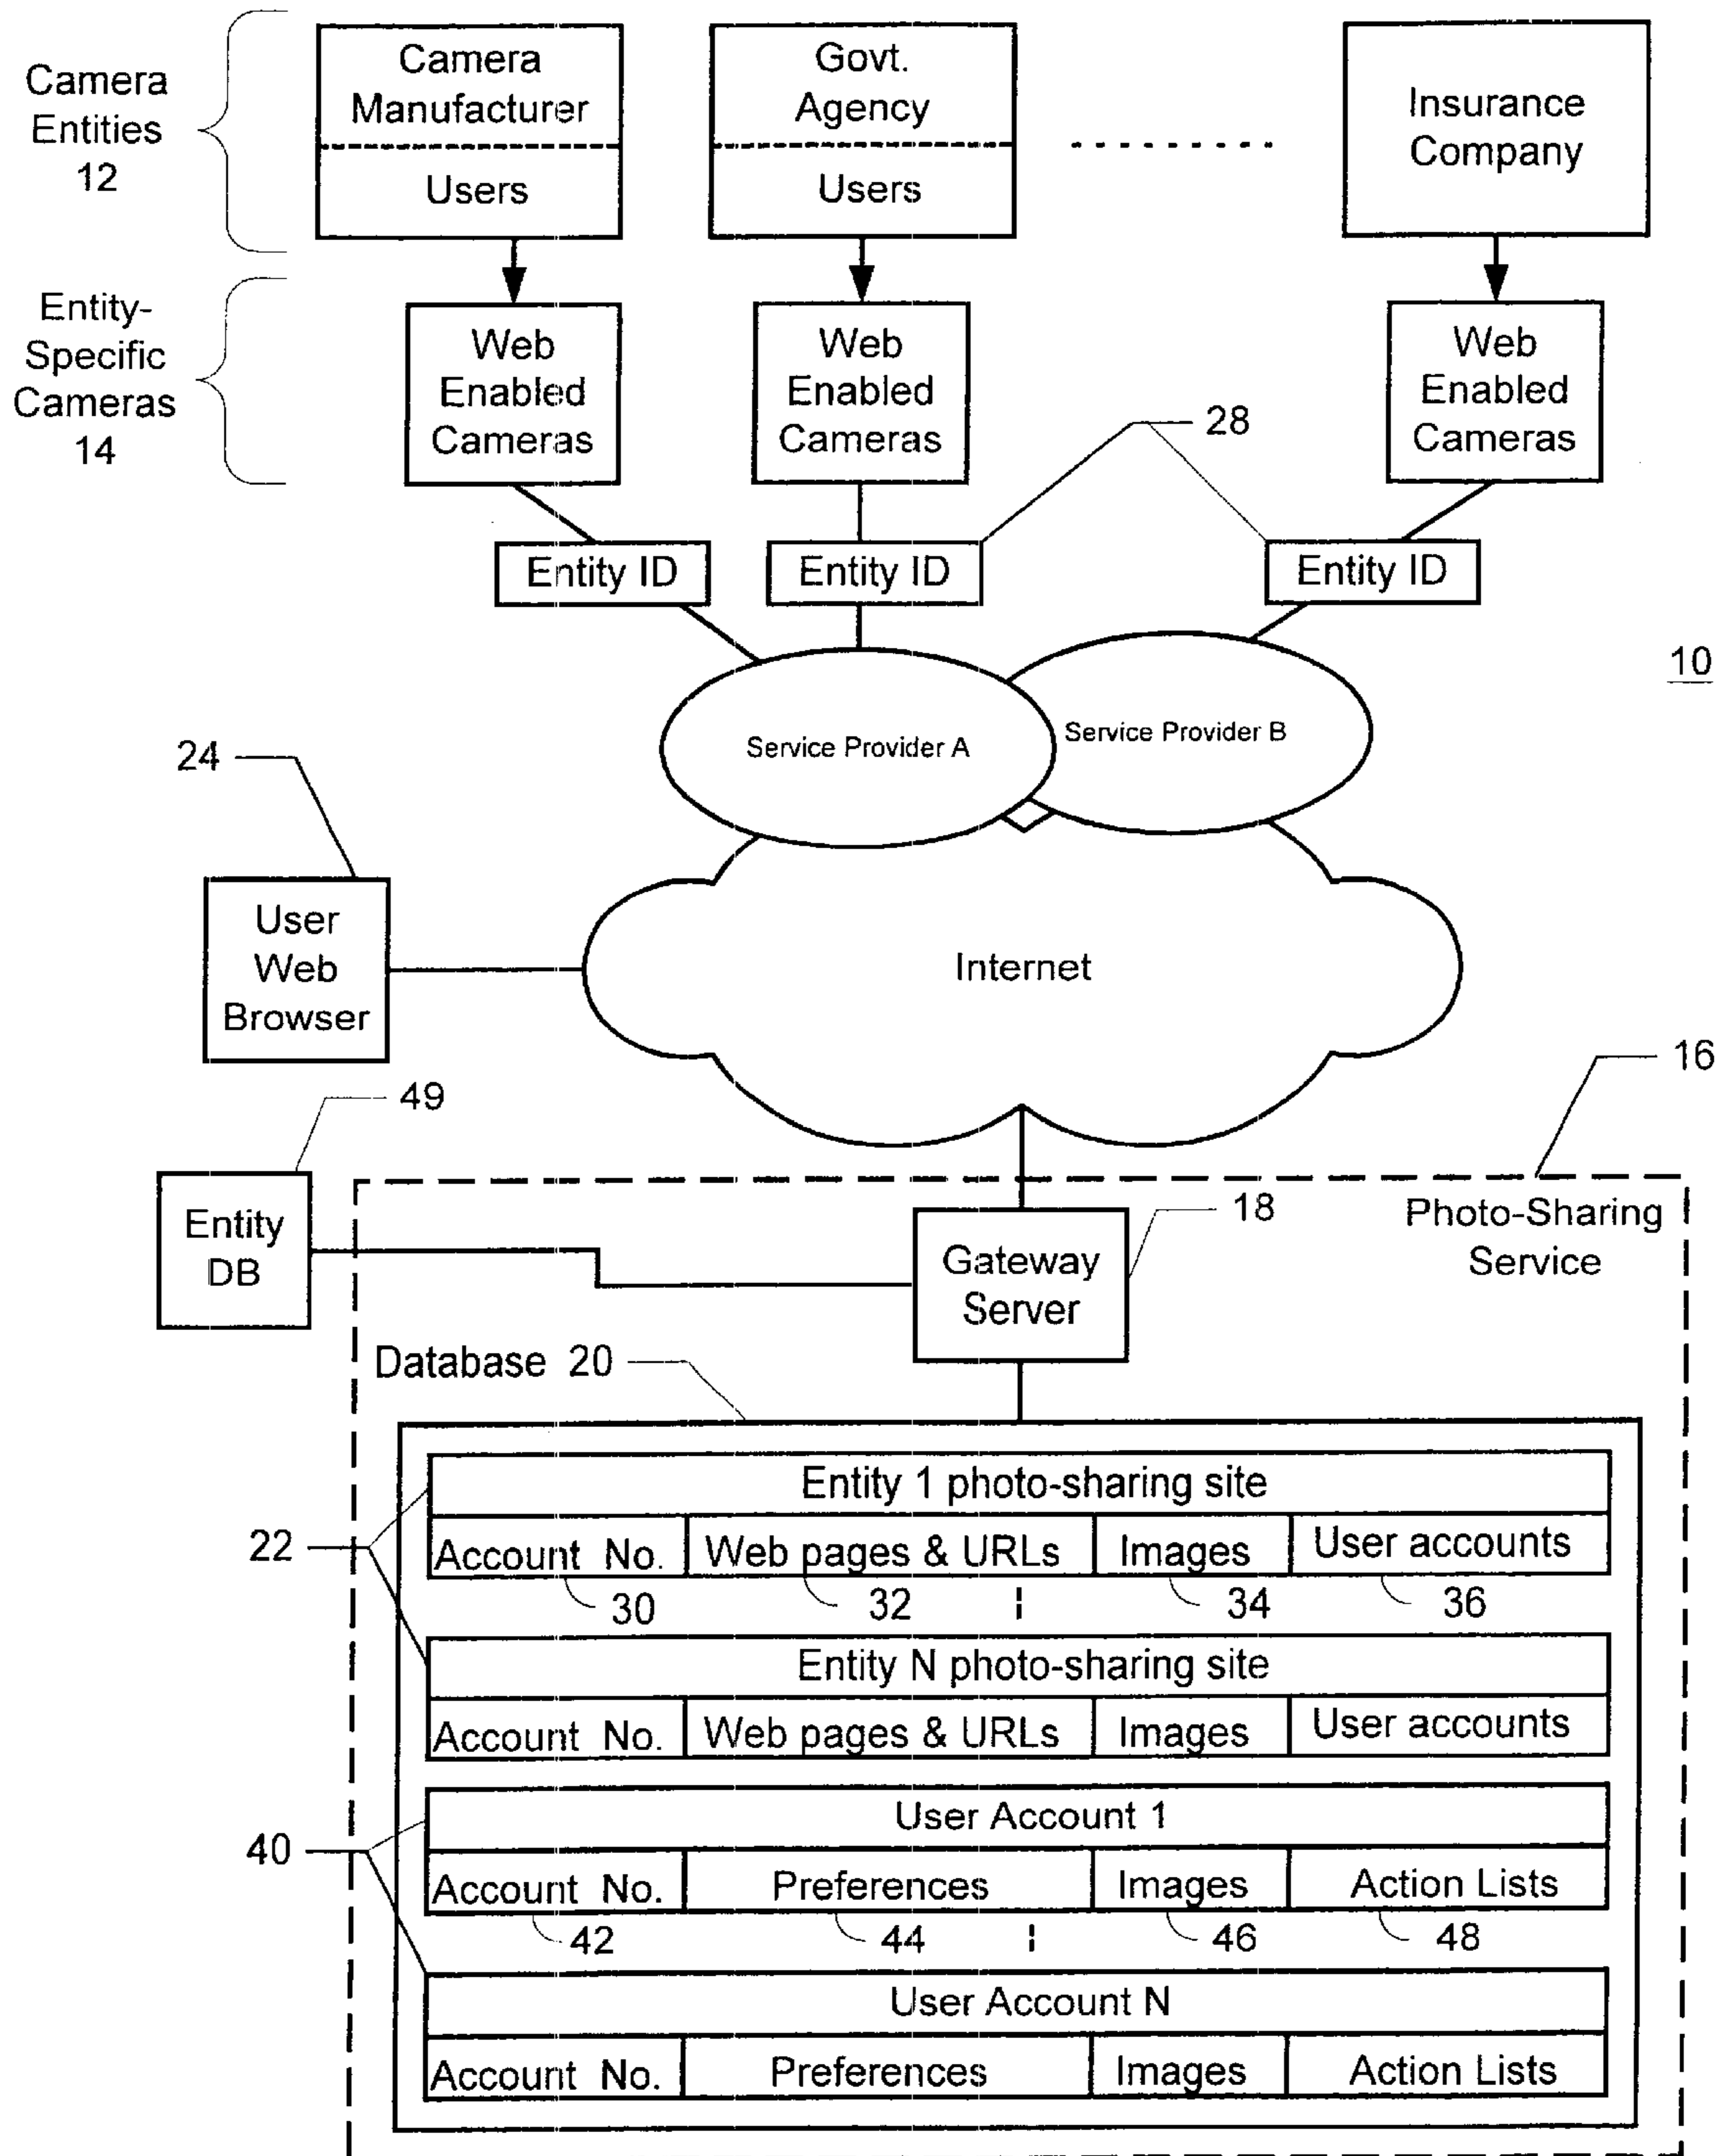 Camera
Entities
12
Camera
Manufacturer
Users
Govt.
Agency
Users
Insurance
Company
Entity-
Specific
Cameras
14
Web
Enabled
Cameras
Web
Enabled
Cameras
Web
Enabled
Cameras
28
Entity ID
Entity ID
Entity ID
10
Service Provider A
Service Provider B
24
User
Web
Browser
Internet
16
49
Entity
DB
18
Photo-Sharing
Service
Gateway
Server
Database 20
Entity 1 photo-sharing site
22
Account No.
Web pages & URLs
Images
User accounts
30
32
34
36
Entity N photo-sharing site
Account No.
Web pages & URLs
Images
User accounts
User Account 1
40
Account No.
Preferences
Images
Action Lists
42
44
46
48
User Account N
Account No.
Preferences
Images
Action Lists